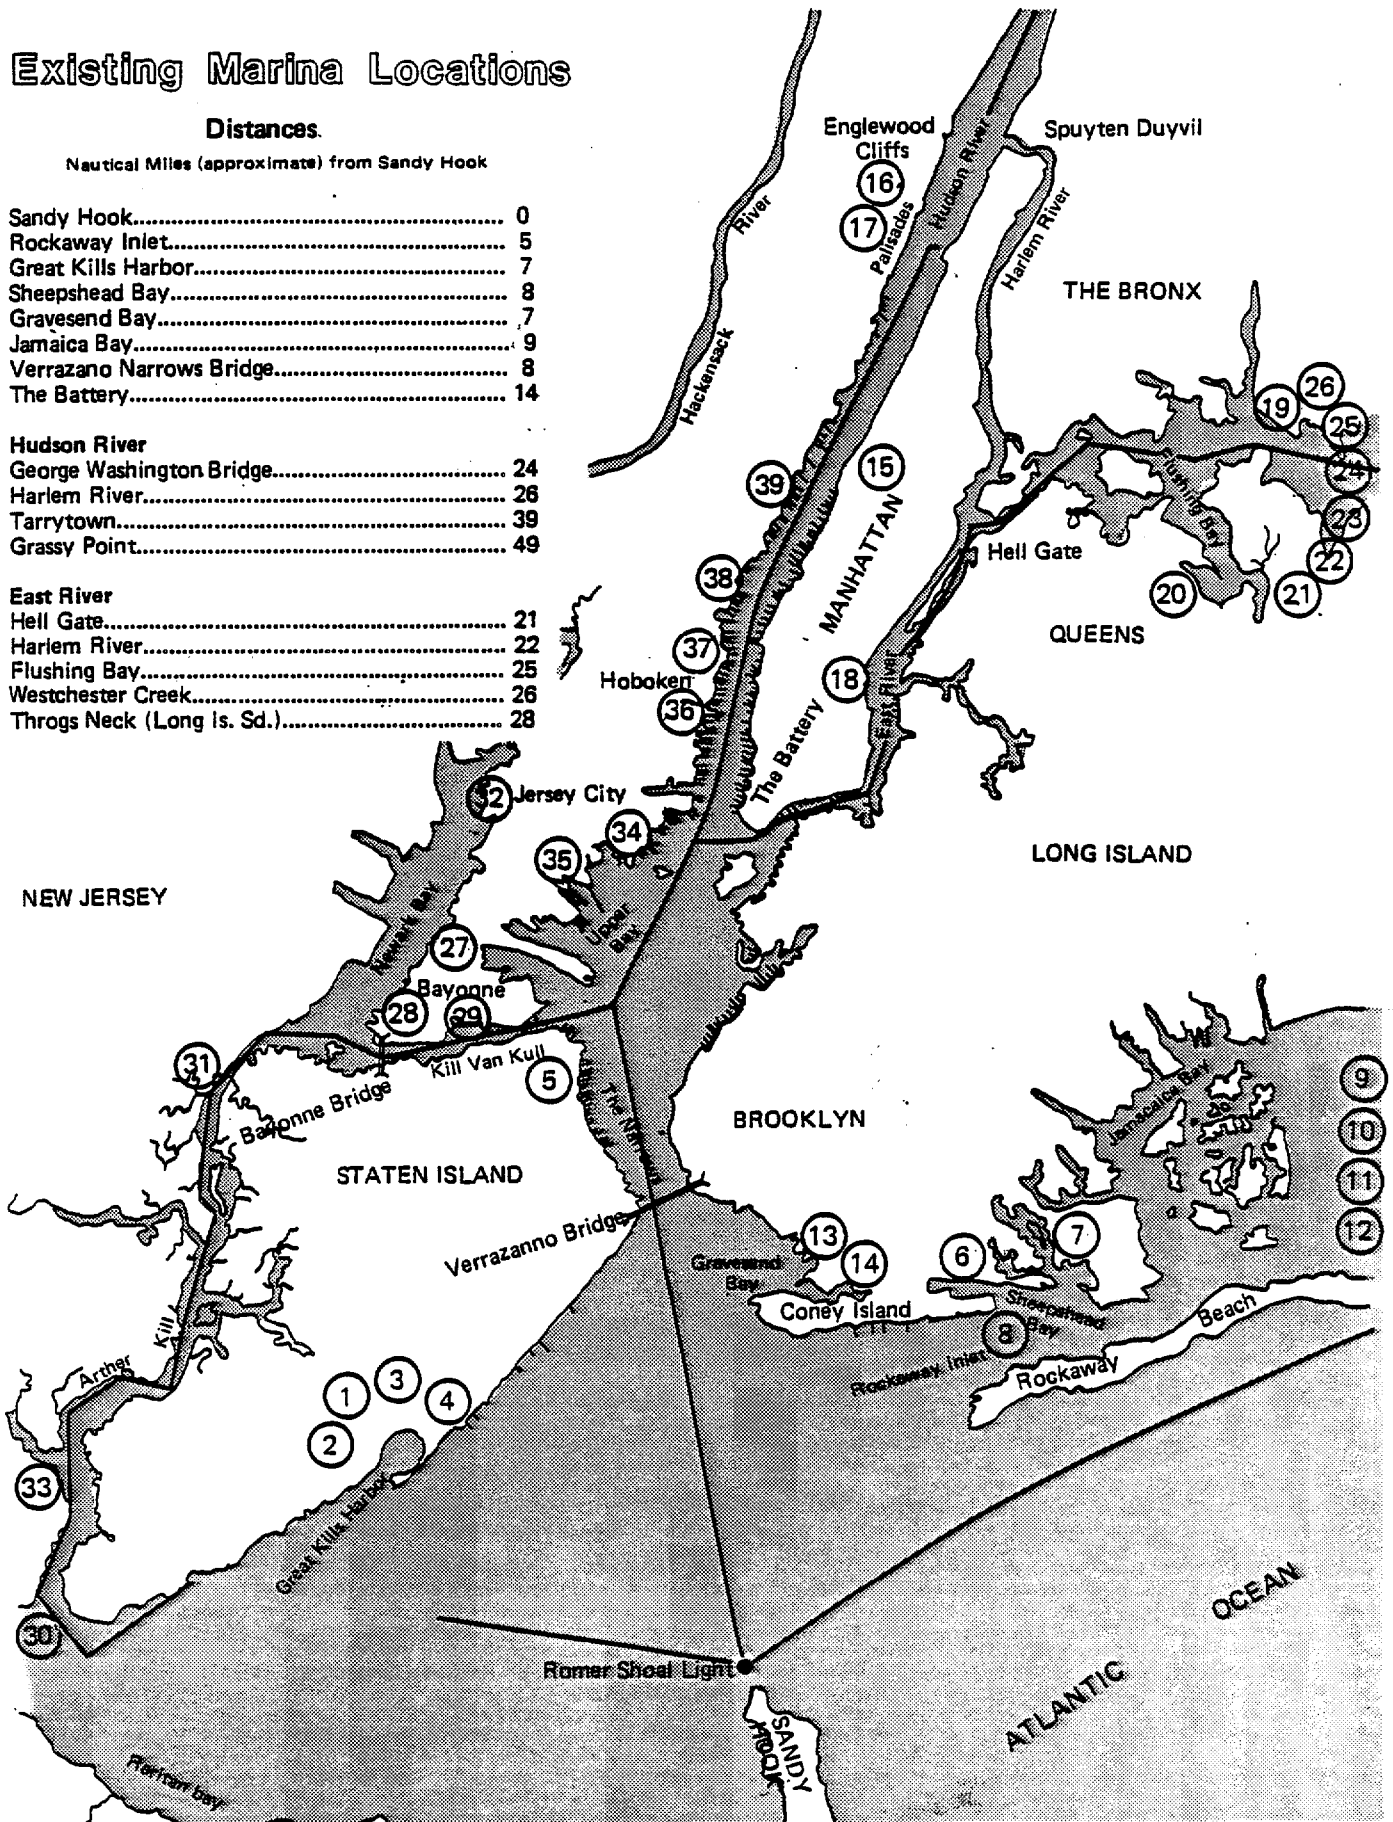 Existing Marina Locations
Distances.
Nautical Miles (approximate) from Sandy Hook
Sandy Hook 0
Rockaway Inlet 5
Great Kills Harbor 7
Sheepshead Bay 8
Gravesend Bay 7
Jamaica Bay 9
Verrazano Narrows Bridge 8
The Battery 14
Hudson River
George Washington Bridge 24
Harlem River 26
Tarrytown 39
Grassy Point 49
East River
Hell Gate 21
Harlem River 22
Flushing Bay 25
Westchester Creek 26
Throgs Neck (Long Is. Sd.) 28
Englewood
Cliffs
16
17
Palisades
Hudson River
Spuyten Duyvil
Harlem River
River
Hackensack
THE BRONX
26
19
25
24
23
22
21
20
Flushing Bay
15
39
MANHATTAN
Hell Gate
38
QUEENS
37
Hoboken
36
18
East River
The Battery
32
Jersey City
34
35
LONG ISLAND
NEW JERSEY
Newark Bay
Upper
Bay
27
Bayonne
28
29
31
Kill Van Kull
5
Bayonne Bridge
The Narrows
BROOKLYN
Jamacaica Bay
9
10
11
12
STATEN ISLAND
Verrazanno Bridge
13
14
6
7
Gravesend
Bay
Coney Island
Sheepshead
Bay
8
Rockaway Inlet
Rockaway
Beach
Kill
Arther
1
3
4
2
33
Great Kills Harbor
30
Romer Shoal Light
OCEAN
ATLANTIC
SANDY
HOOK
Raritan bay